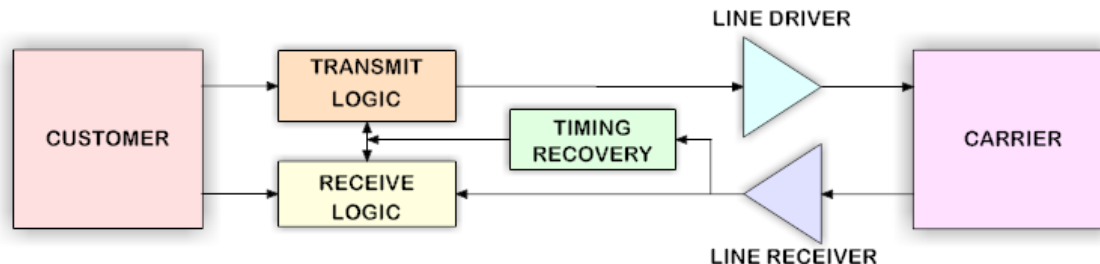 LINE DRIVER
CUSTOMER
TRANSMIT
LOGIC
TIMING
RECOVERY
RECEIVE
LOGIC
CARRIER
LINE RECEIVER